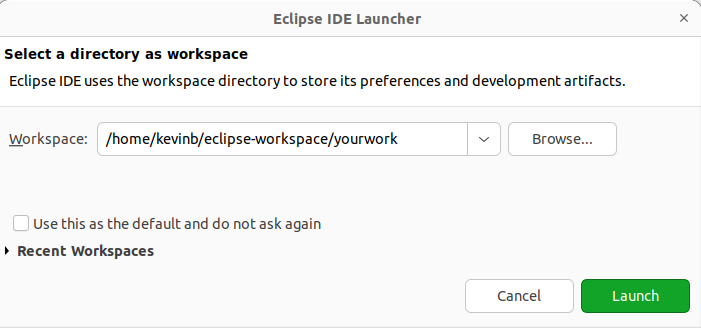 Eclipse IDE Launcher
Select a directory as workspace
Eclipse IDE uses the workspace directory to store its preferences and development artifacts.
Workspace: /home/kevinb/eclipse-workspace/yourwork Browse...
Use this as the default and do not ask again
Recent Workspaces
Cancel Launch